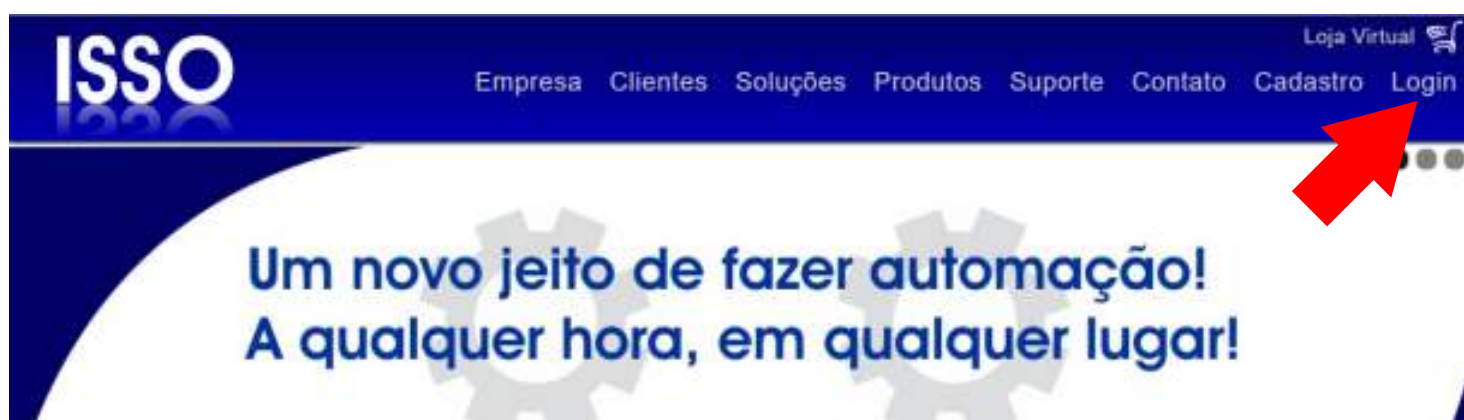 ISSO
Loja Virtual
Empresa Clientes Soluções Produtos Suporte Contato Cadastro Login
Um novo jeito de fazer automação!
A qualquer hora, em qualquer lugar!